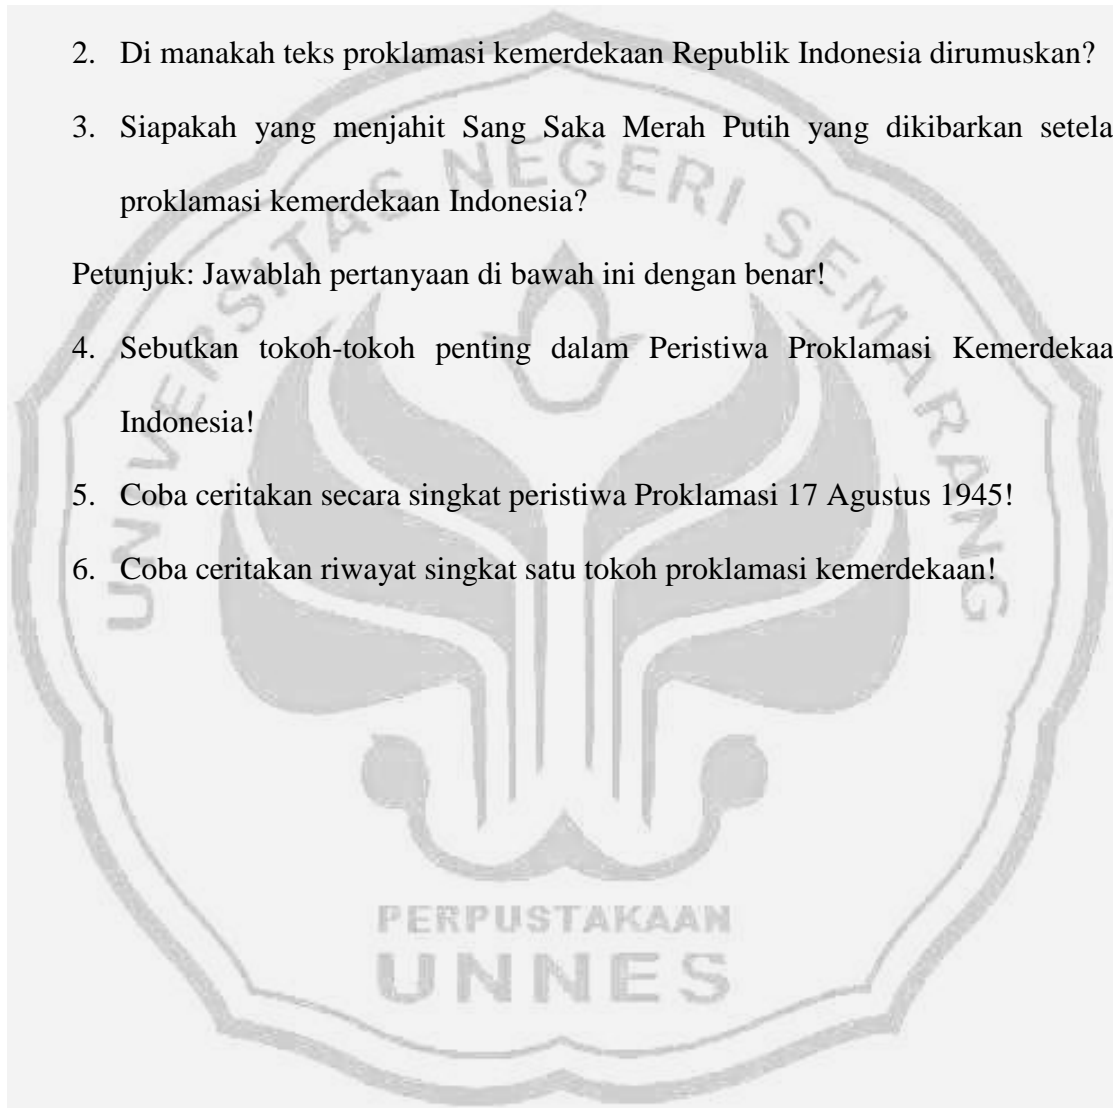 2. Di manakah teks proklamasi kemerdekaan Republik Indonesia dirumuskan?
3. Siapakah yang menjahit Sang Saka Merah Putih yang dikibarkan setela
proklamasi kemerdekaan Indonesia?
Petunjuk: Jawablah pertanyaan di bawah ini dengan benar!
4. Sebutkan tokoh-tokoh penting dalam Peristiwa Proklamasi Kemerdekaa
Indonesia!
5. Coba ceritakan secara singkat peristiwa Proklamasi 17 Agustus 1945!
6. Coba ceritakan riwayat singkat satu tokoh proklamasi kemerdekaan!
UNIVERSITAS NEGERI SEMARANG
PERPUSTAKAAN
UNNES